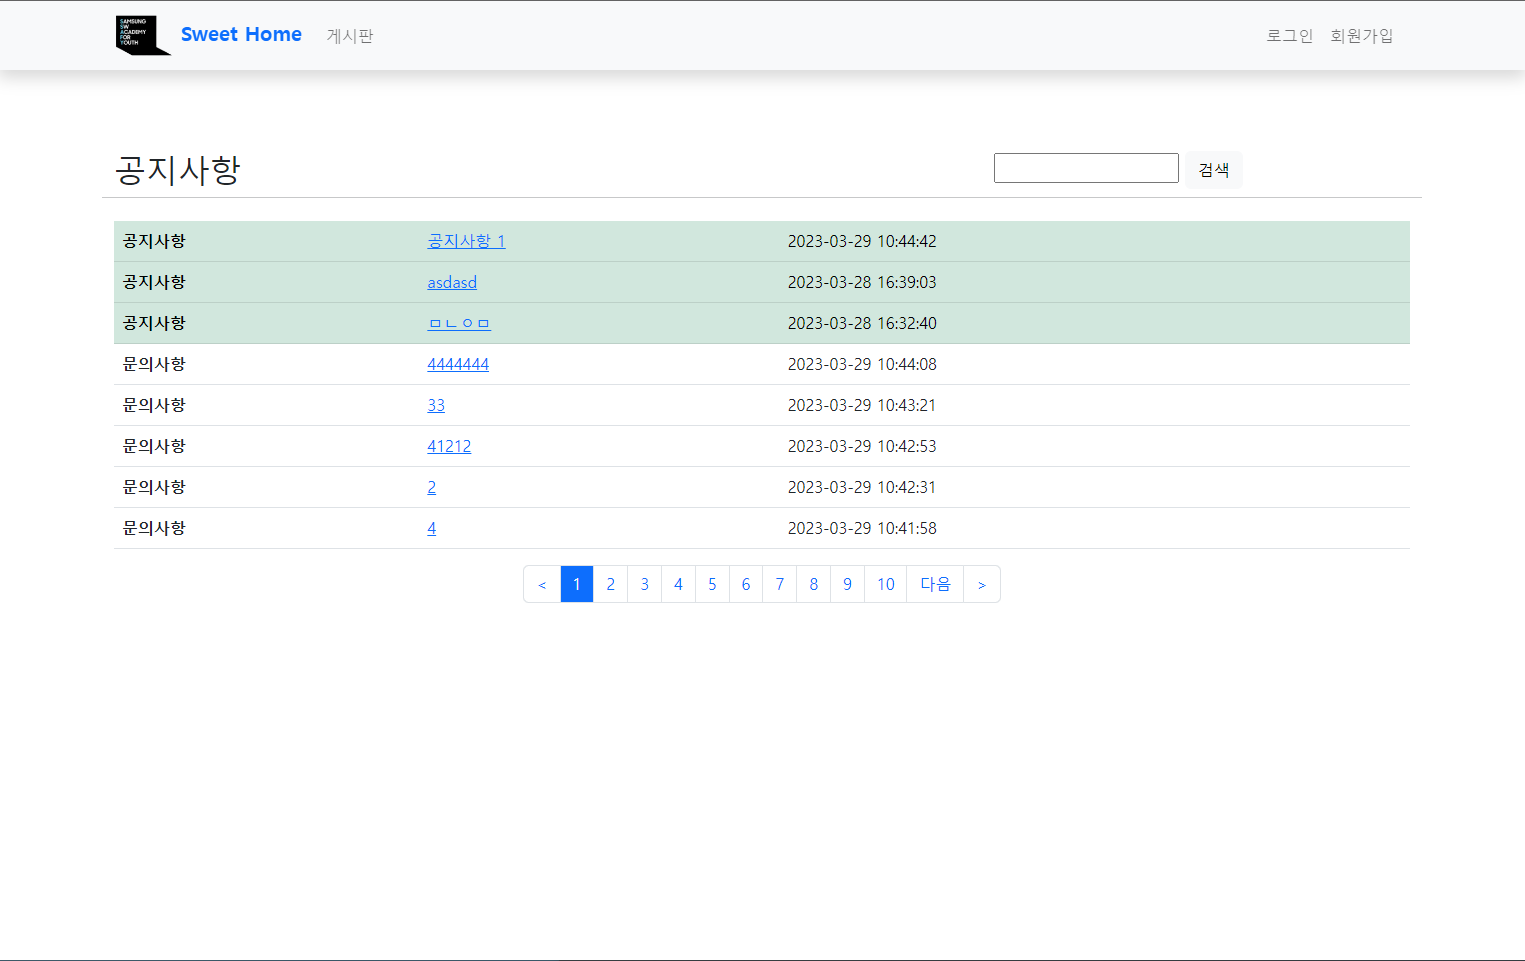 SAMSUNG
SW
ACADEMY
FOR
YOUTH
Sweet Home 게시판 로그인 회원가입
공지사항 검색
공지사항 공지사항 1 2023-03-29 10:44:42
공지사항 asdasd 2023-03-28 16:39:03
공지사항 ㅁㄴㅇㅁ 2023-03-28 16:32:40
문의사항 4444444 2023-03-29 10:44:08
문의사항 33 2023-03-29 10:43:21
문의사항 41212 2023-03-29 10:42:53
문의사항 2 2023-03-29 10:42:31
문의사항 4 2023-03-29 10:41:58
< 1 2 3 4 5 6 7 8 9 10 다음 >